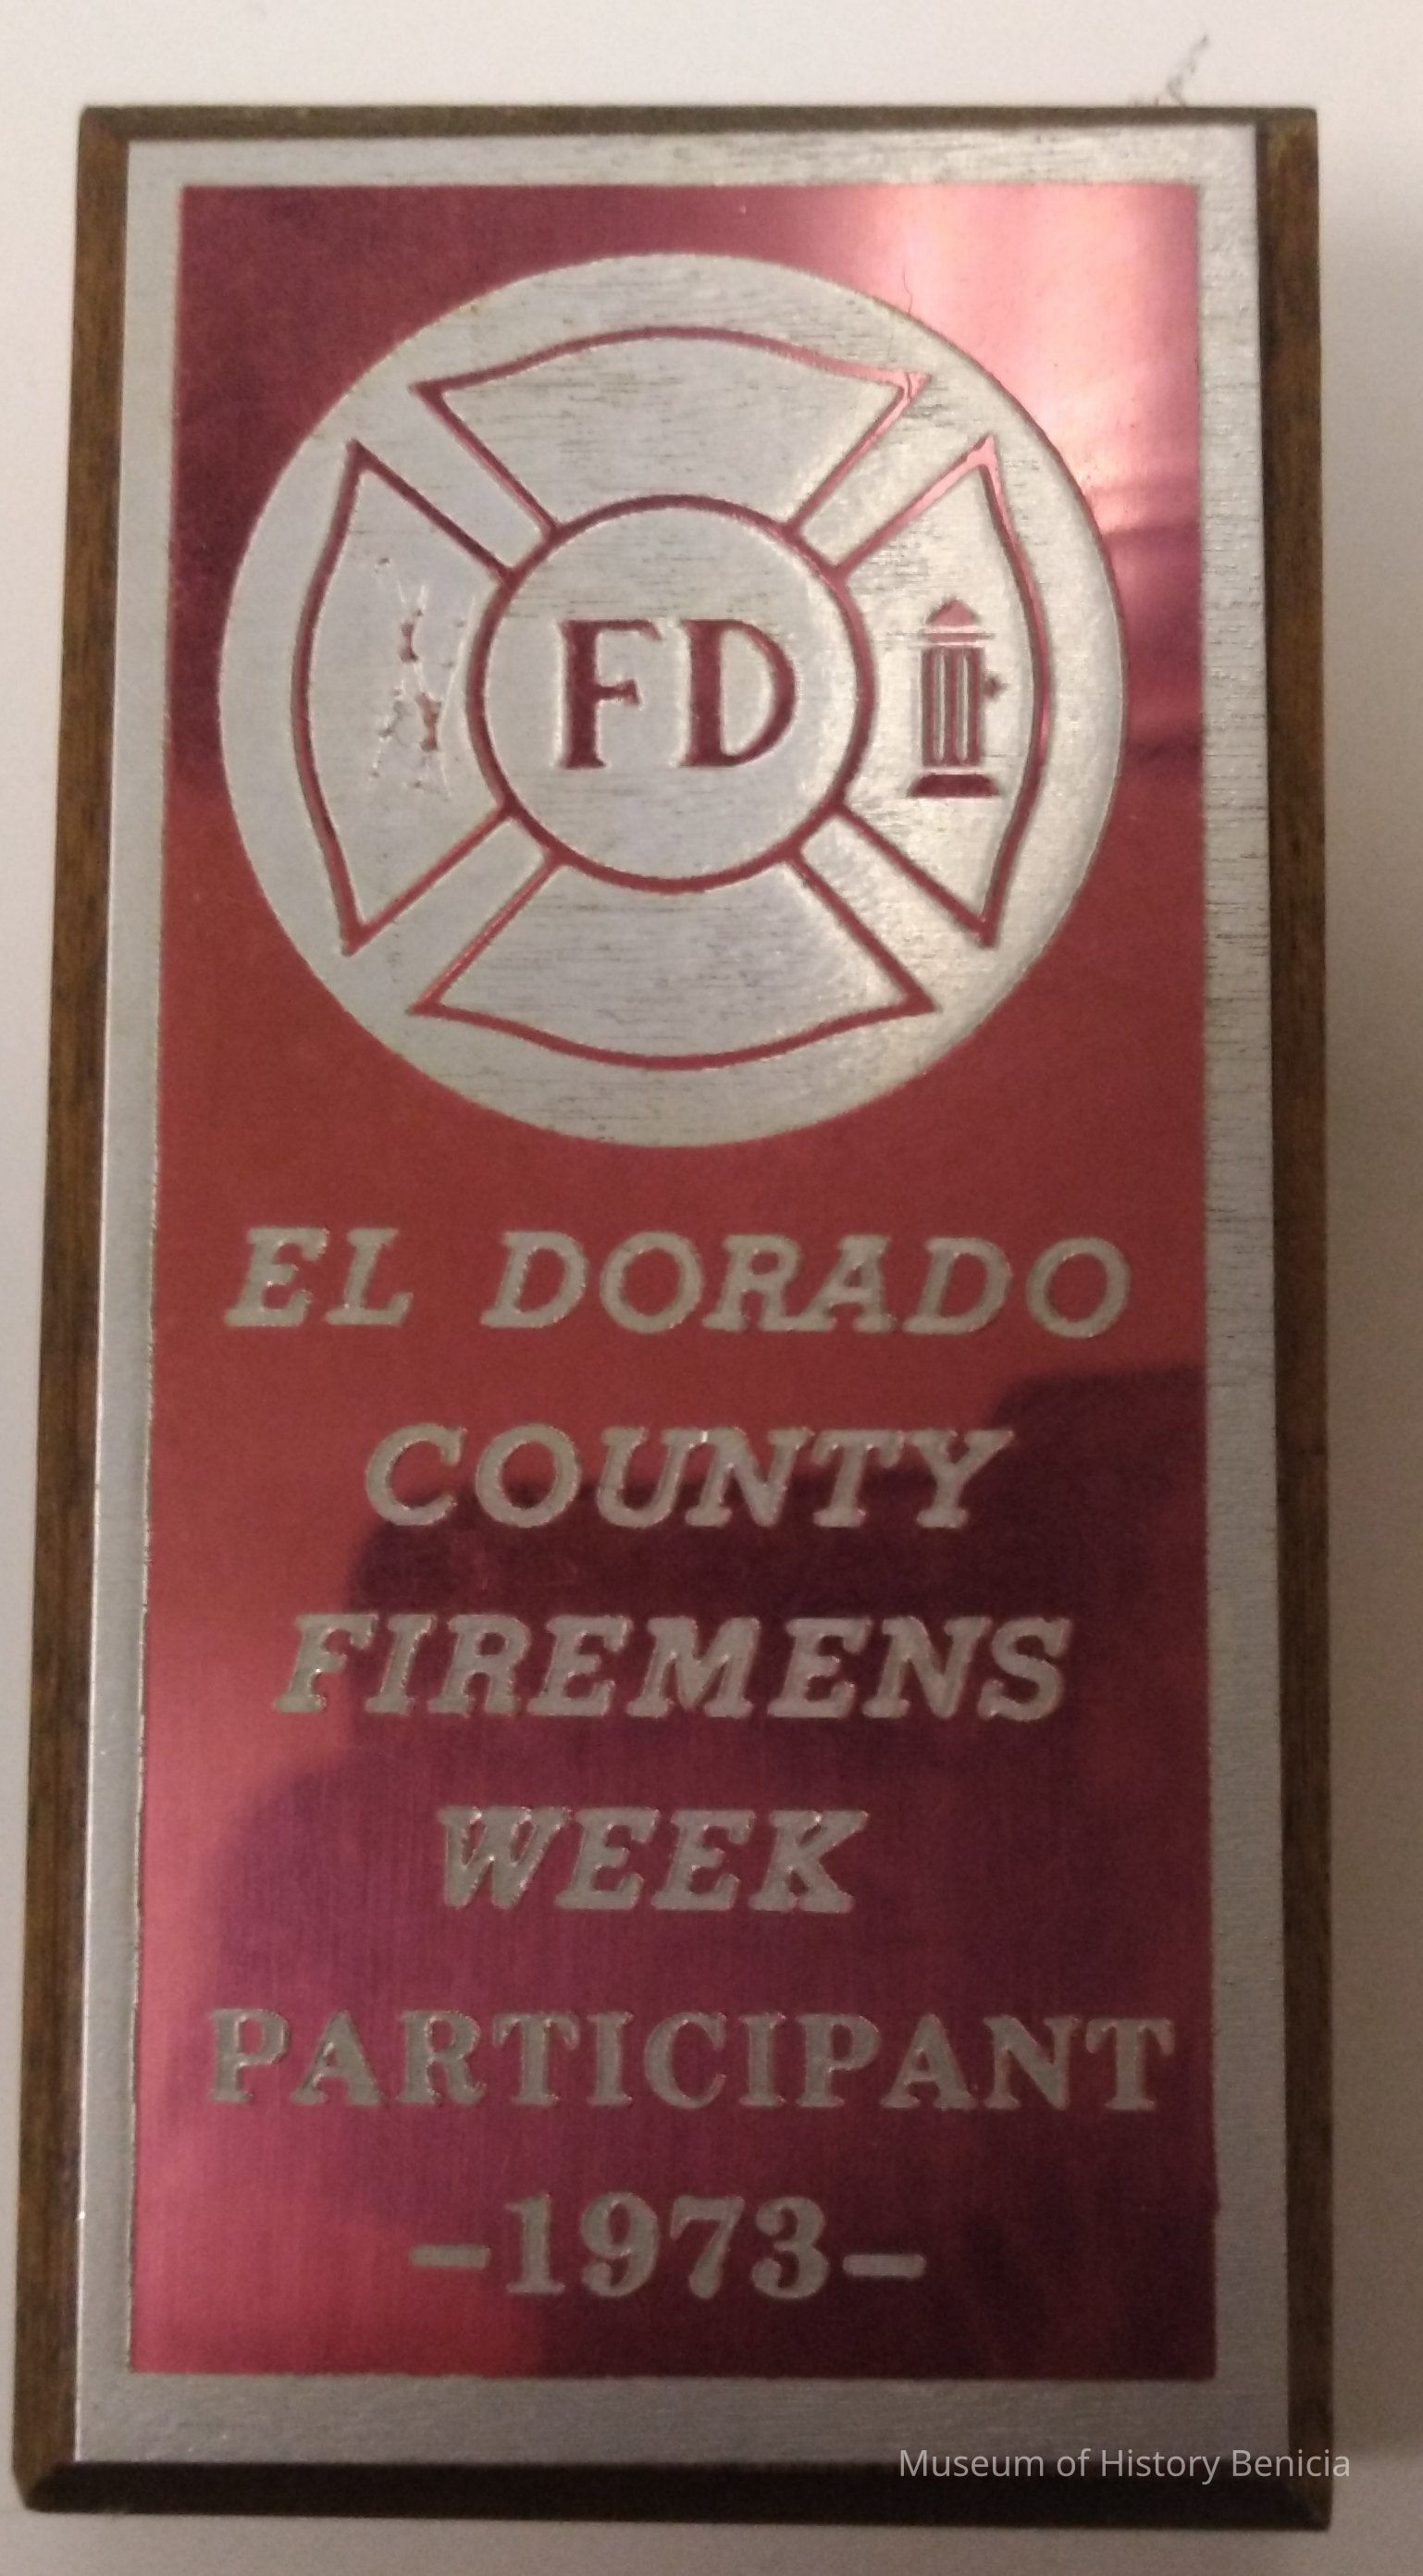 FD
EL DORADO
COUNTY
FIREMENS
WEEK
PARTICIPANT
-1973-
Museum of History Benicia